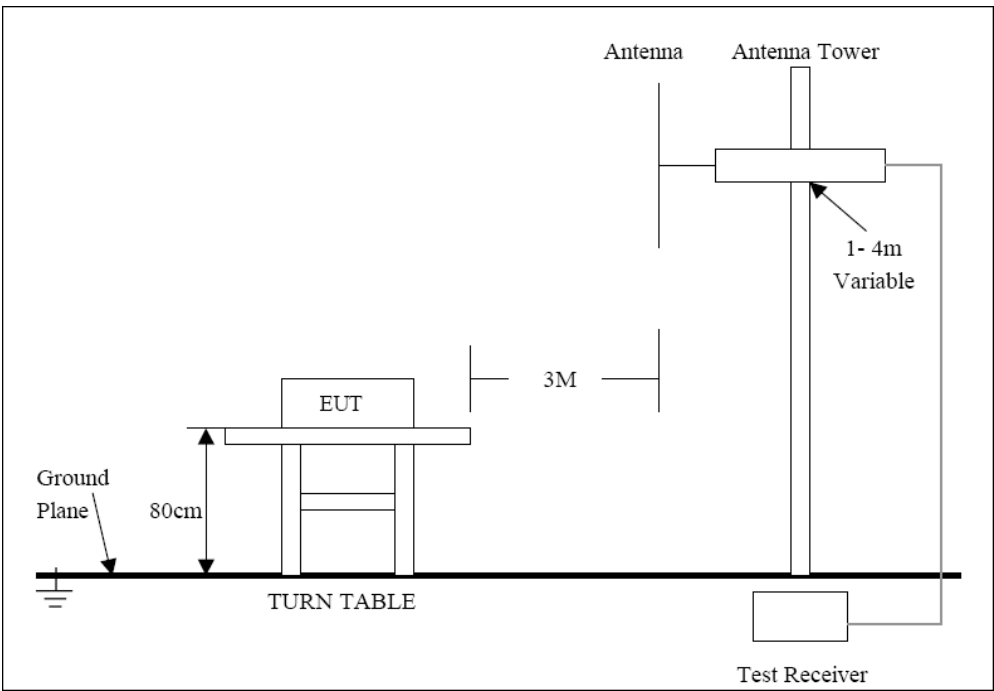 Antenna
Antenna Tower
1- 4m
Variable
3M
EUT
Ground
Plane
80cm
TURN TABLE
Test Receiver